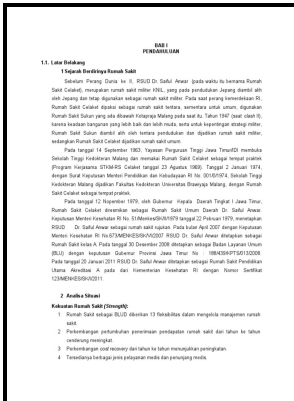 BAB I
PENDAHULUAN
1.1. Latar Belakang
1 Sejarah Berdirinya Rumah Sakit
Sebelum Perang Dunia ke II, RSUD Dr. Saiful Anwar (pada waktu itu bernama Rumah
Sakit Celaket), merupakan rumah sakit militer KNIL, yang pada pendudukan Jepang diambil alih
oleh Jepang dan tetap digunakan sebagai rumah sakit militer. Pada saat perang kemerdekaan RI,
Rumah Sakit Celaket dipakai sebagai rumah sakit tentara, sementara untuk umum digunakan
Rumah Sakit Sukun yang ada dibawah Kotapraja Malang pada saat itu. Tahun 1947 (saat clash II),
karena keadaan bangunan yang lebih baik dan lebih muda, serta untuk kepentingan strategi militer,
Rumah Sakit Sukun diambil alih oleh tentara pendudukan dan dijadikan rumah sakit militer,
sedangkan Rumah Sakit Celaket dijadikan rumah sakit umum.
Pada tanggal 14 September 1963, Yayasan Perguruan Tinggi Jawa Timur/IDI membuka
Sekolah Tinggi Kedokteran Malang dan memakai Rumah Sakit Celaket sebagai tempat praktek
(Program Kerjasama STKM-RS Celaket tanggal 23 Agustus 1969). Tanggal 2 Januari 1974,
dengan Surat Keputusan Menteri Pendidikan dan Kebudayaan RI No. 001/0/1974, Sekolah Tinggi
Kedokteran Malang dijadikan Fakultas Kedokteran Universitas Brawijaya Malang, dengan Rumah
Sakit Celaket sebagai tempat praktek.
Pada tanggal 12 Nopember 1979, oleh Gubernur Kepala Daerah Tingkat I Jawa Timur,
Rumah Sakit Celaket diresmikan sebagai Rumah Sakit Umum Daerah Dr. Saiful Anwar.
Keputusan Menteri Kesehatan RI No. 51/Menkes/SK/II/1979 tanggal 22 Pebruari 1979, menetapkan
RSUD Dr. Saiful Anwar sebagai rumah sakit rujukan. Pada bulan April 2007 dengan Keputusan
Menteri Kesehatan RI No.673/MENKES/SK/VI/2007 RSUD Dr. Saiful Anwar ditetapkan sebagai
Rumah Sakit kelas A. Pada tanggal 30 Desember 2008 ditetapkan sebagai Badan Layanan Umum
(BLU) dengan keputusan Gubernur Provinsi Jawa Timur No : 188/439/KPTS/013/2008.
Pada tanggal 20 Januari 2011 RSUD Dr. Saiful Anwar ditetapkan sebagai Rumah Sakit Pendidikan
Utama Akreditasi A pada dari Kementerian Kesehatan RI dengan Nomor Sertifikat
123/MENKES/SK/I/2011.
2 Analisa Situasi
Kekuatan Rumah Sakit (Strength):
1 Rumah Sakit sebagai BLUD diberikan 13 fleksibilitas dalam mengelola manajemen rumah
sakit.
2 Perkembangan pertumbuhan penerimaan pendapatan rumah sakit dari tahun ke tahun
cenderung meningkat.
3 Perkembangan cost recovery dari tahun ke tahun menunjukkan peningkatan.
4 Tersedianya berbagai jenis pelayanan medis dan penunjang medis.